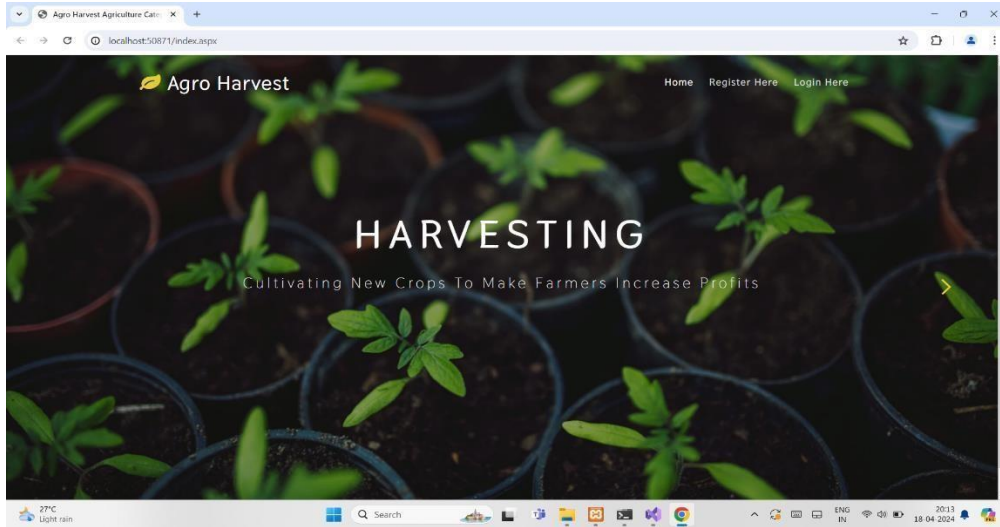 Agro Harvest Agriculture Cate
localhost:50871/index.aspx
Agro Harvest
Home Register Here Login Here
HARVESTING
Cultivating New Crops To Make Farmers Increase Profits
27°C
Light rain
Search
ENG
IN
20:13
18-04-2024